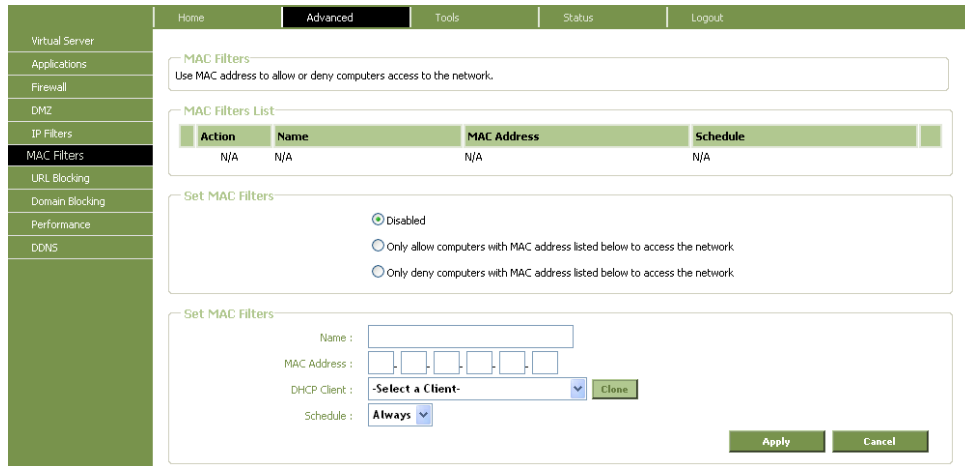 Home Advanced Tools Status Logout
Virtual Server
Applications
Firewall
DMZ
IP Filters
MAC Filters
URL Blocking
Domain Blocking
Performance
DDNS
MAC Filters
Use MAC address to allow or deny computers access to the network.
MAC Filters List
Action Name MAC Address Schedule
N/A N/A N/A N/A
Set MAC Filters
Disabled
Only allow computers with MAC address listed below to access the network
Only deny computers with MAC address listed below to access the network
Set MAC Filters
Name :
MAC Address : - - - - -
DHCP Client : -Select a Client- Clone
Schedule : Always
Apply Cancel